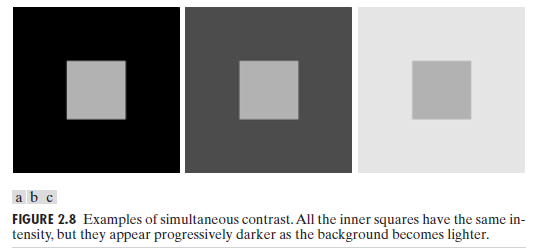 a b c
FIGURE 2.8 Examples of simultaneous contrast. All the inner squares have the same in-
tensity, but they appear progressively darker as the background becomes lighter.